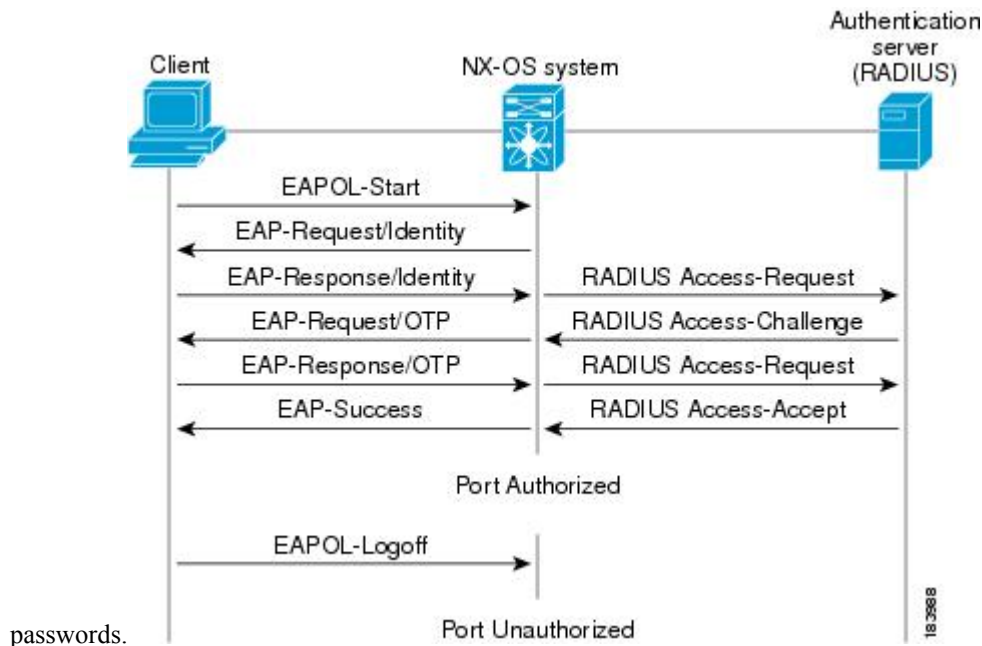 Authentication
server
(RADIUS)
Client
NX-OS system
EAPOL-Start
EAP-Request/Identity
EAP-Response/Identity
RADIUS Access-Request
EAP-Request/OTP
RADIUS Access-Challenge
EAP-Response/OTP
RADIUS Access-Request
EAP-Success
RADIUS Access-Accept
Port Authorized
EAPOL-Logoff
183988
Port Unauthorized
passwords.